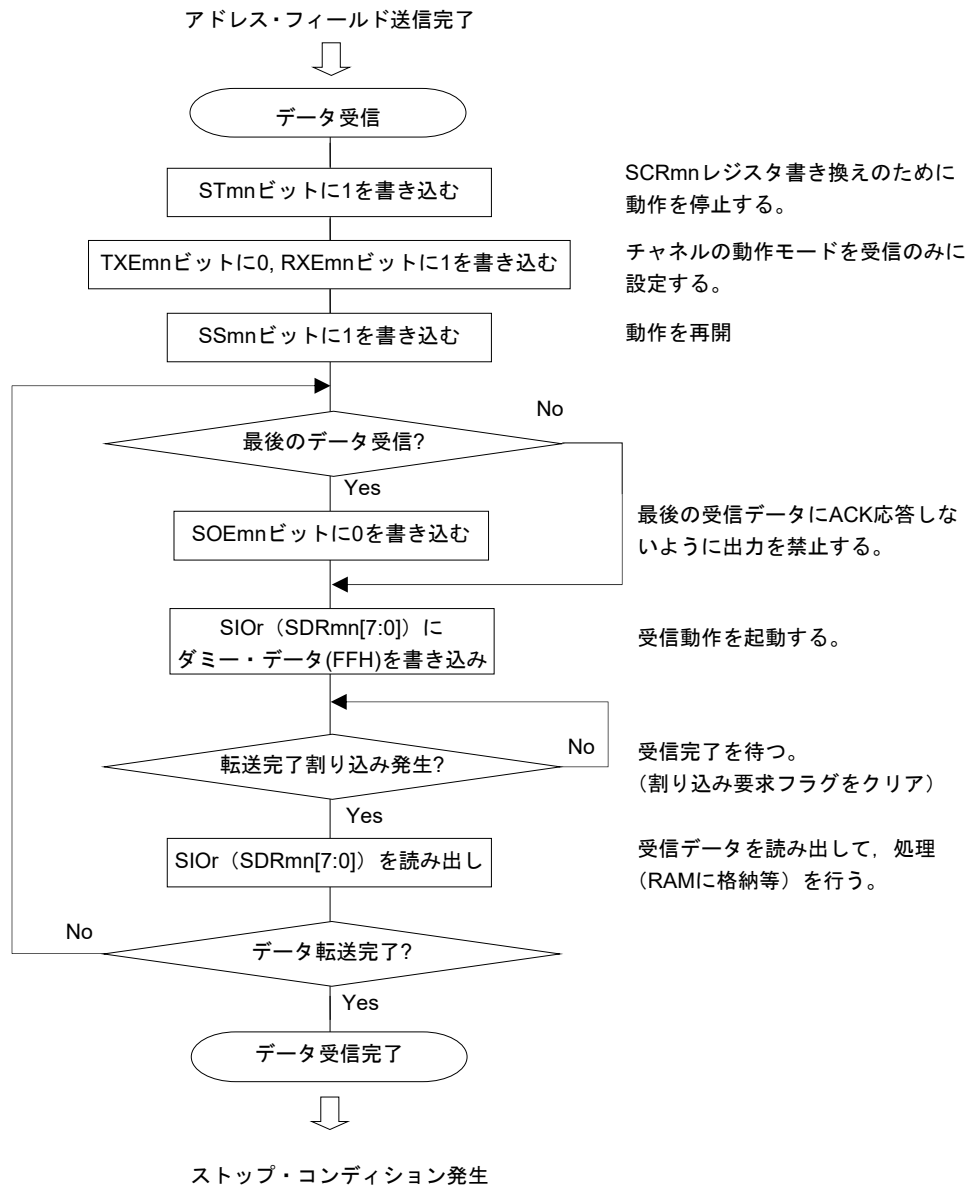 アドレス・フィールド送信完了
データ受信
STmnビットに1を書き込む
SCRmnレジスタ書き換えのために
動作を停止する。
TXEmnビットに0, RXEmnビットに1を書き込む
チャネルの動作モードを受信のみに
設定する。
SSmnビットに1を書き込む
動作を再開
No
最後のデータ受信?
Yes
SOEmnビットに0を書き込む
最後の受信データにACK応答しな
いように出力を禁止する。
SIOr（SDRmn[7:0]）に
ダミー・データ(FFH)を書き込み
受信動作を起動する。
転送完了割り込み発生?
No
受信完了を待つ。
（割り込み要求フラグをクリア）
Yes
SIOr（SDRmn[7:0]）を読み出し
受信データを読み出して，処理
（RAMに格納等）を行う。
No
データ転送完了?
Yes
データ受信完了
ストップ・コンディション発生